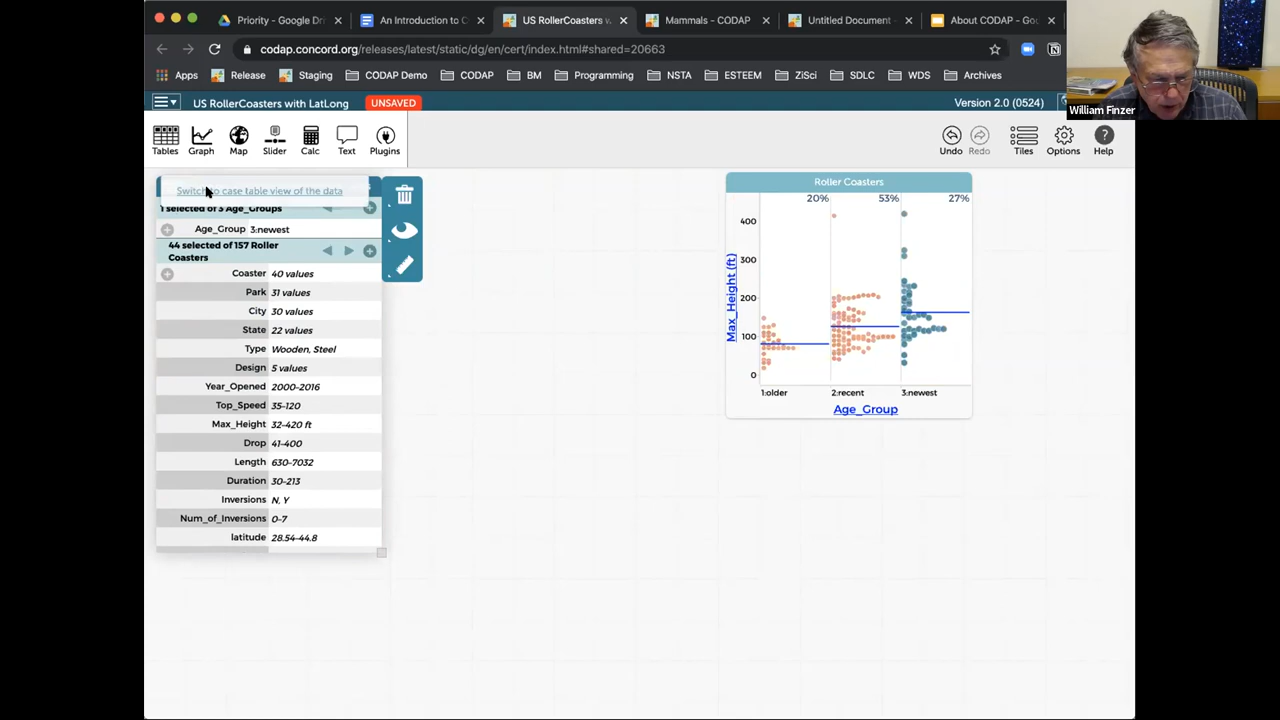 Priority - Google Dri
An Introduction to C
US RollerCoasters w
Mammals - CODAP
Untitled Document -
About CODAP - Goo
codap.concord.org/releases/latest/static/dg/en/cert/index.html#shared=20663
Apps
Release
Staging
CODAP Demo
CODAP
BM
Programming
NSTA
ESTEEM
ZiSci
SDLC
WDS
Archives
William Finzer
US RollerCoasters with LatLong
UNSAVED
Version 2.0 (0524)
Tables
Graph
Map
Slider
Calc
Text
Plugins
Undo
Redo
Tiles
Options
Help
Switch to case table view of the data
1 selected of 3 Age_Groups
Age_Group 3:newest
44 selected of 157 Roller
Coasters
Coaster 40 values
Park 31 values
City 30 values
State 22 values
Type Wooden, Steel
Design 5 values
Year_Opened 2000-2016
Top_Speed 35-120
Max_Height 32-420 ft
Drop 41-400
Length 630-7032
Duration 30-213
Inversions N, Y
Num_of_Inversions 0-7
latitude 28.54-44.8
Roller Coasters
20% 53% 27%
Max_Height (ft)
400
300
200
100
0
1:older 2:recent 3:newest
Age_Group